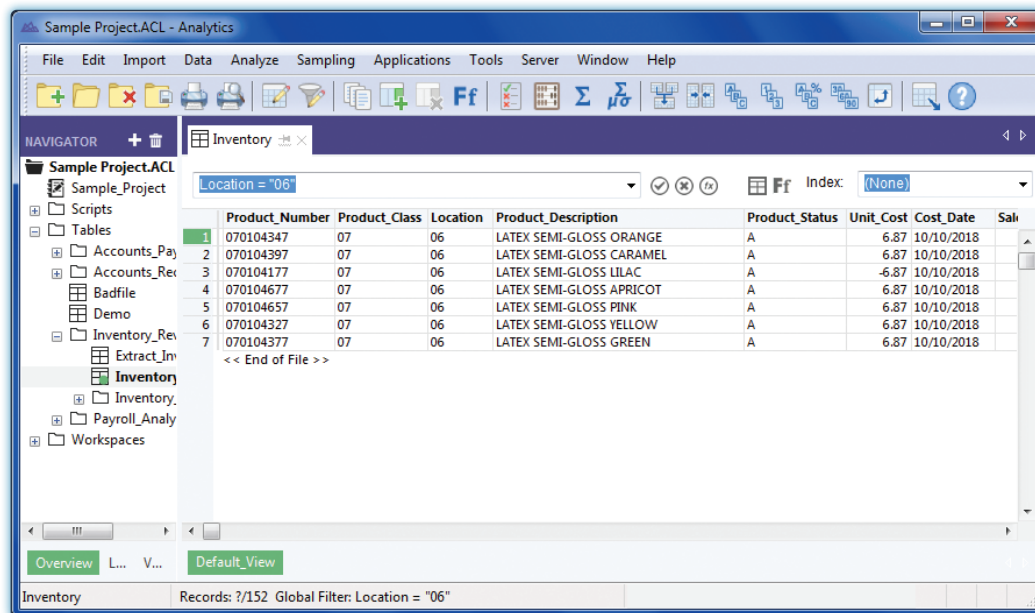 Sample Project.ACL - Analytics
File Edit Import Data Analyze Sampling Applications Tools Server Window Help
NAVIGATOR
Inventory
Sample Project.ACL
Sample_Project
Scripts
Tables
Accounts_Pay
Accounts_Rec
Badfile
Demo
Inventory_Rev
Extract_Inv
Inventory
Inventory_
Payroll_Analy
Workspaces
Location = "06"
Index: (None)
Product_Number Product_Class Location Product_Description Product_Status Unit_Cost Cost_Date Sale
1 070104347 07 06 LATEX SEMI-GLOSS ORANGE A 6.87 10/10/2018
2 070104397 07 06 LATEX SEMI-GLOSS CARAMEL A 6.87 10/10/2018
3 070104177 07 06 LATEX SEMI-GLOSS LILAC A -6.87 10/10/2018
4 070104677 07 06 LATEX SEMI-GLOSS APRICOT A 6.87 10/10/2018
5 070104657 07 06 LATEX SEMI-GLOSS PINK A 6.87 10/10/2018
6 070104327 07 06 LATEX SEMI-GLOSS YELLOW A 6.87 10/10/2018
7 070104377 07 06 LATEX SEMI-GLOSS GREEN A 6.87 10/10/2018
<< End of File >>
Overview L... V...
Default_View
Inventory Records: ?/152 Global Filter: Location = "06"